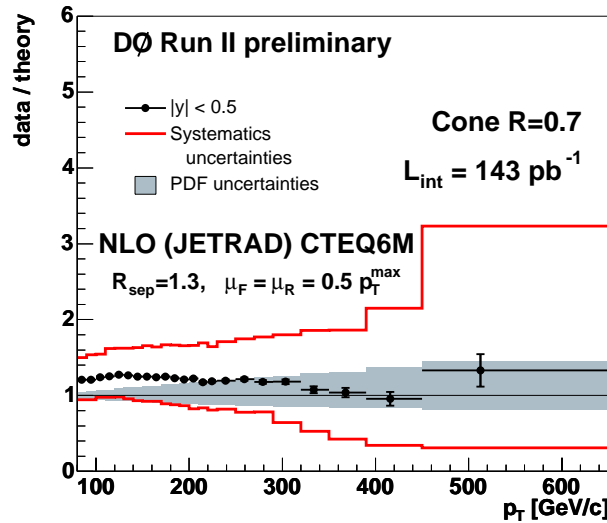 DØ Run II preliminary
|y| < 0.5
Systematics
uncertainties
PDF uncertainties
Cone R=0.7
L_int = 143 pb^-1
NLO (JETRAD) CTEQ6M
R_sep=1.3, μ_F = μ_R = 0.5 p_T^max
data / theory
6
5
4
3
2
1
0
100 200 300 400 500 600
p_T [GeV/c]